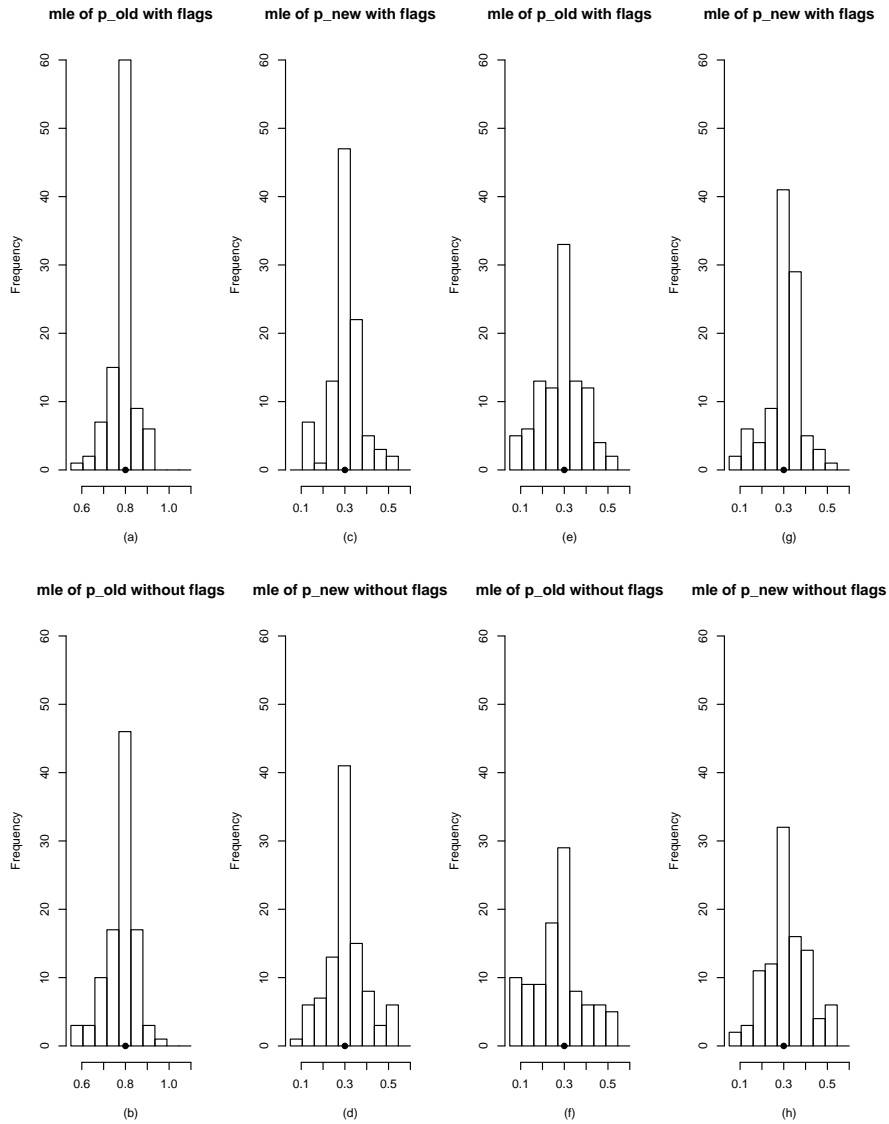 mle of p_old with flags
Frequency
0 10 20 30 40 50 60
0.6 0.8 1.0
(a)
mle of p_new with flags
Frequency
0 10 20 30 40 50 60
0.1 0.3 0.5
(c)
mle of p_old with flags
Frequency
0 10 20 30 40 50 60
0.1 0.3 0.5
(e)
mle of p_new with flags
Frequency
0 10 20 30 40 50 60
0.1 0.3 0.5
(g)
mle of p_old without flags
Frequency
0 10 20 30 40 50 60
0.6 0.8 1.0
(b)
mle of p_new without flags
Frequency
0 10 20 30 40 50 60
0.1 0.3 0.5
(d)
mle of p_old without flags
Frequency
0 10 20 30 40 50 60
0.1 0.3 0.5
(f)
mle of p_new without flags
Frequency
0 10 20 30 40 50 60
0.1 0.3 0.5
(h)